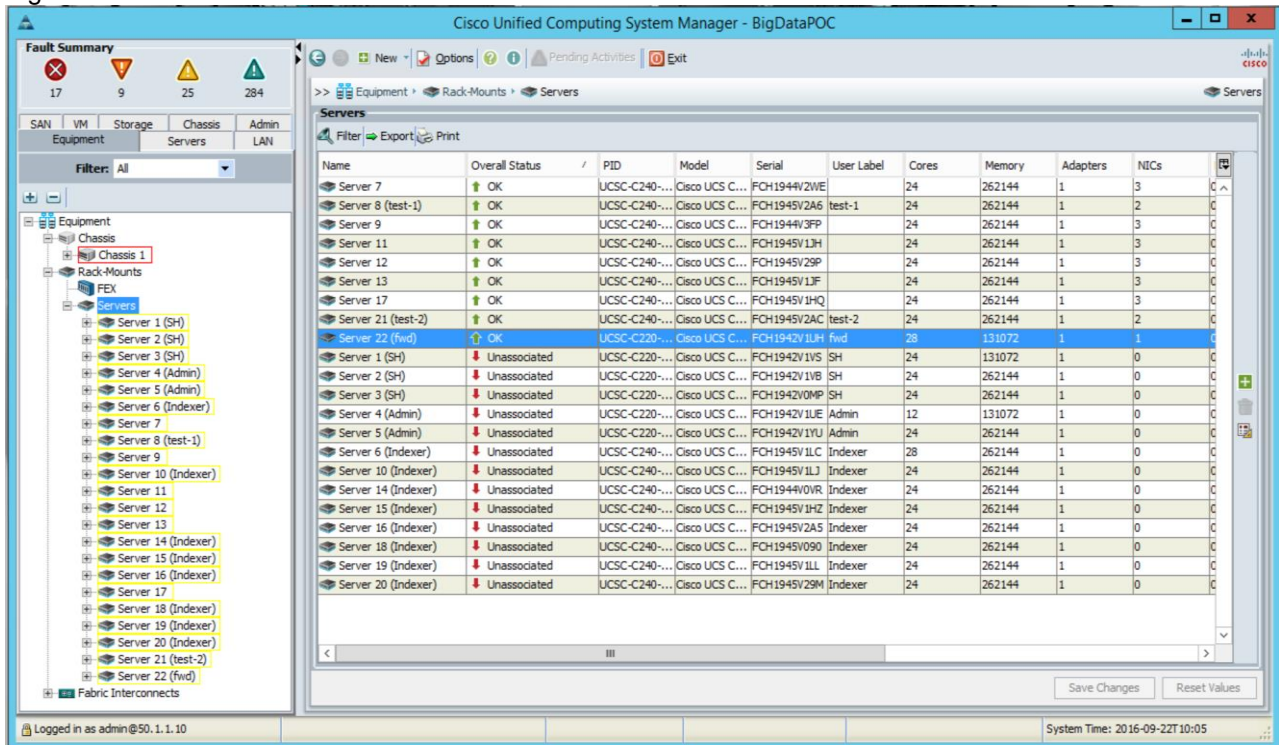 Cisco Unified Computing System Manager - BigDataPOC
Fault Summary
17 9 25 284
SAN VM Storage Chassis Admin
Equipment Servers LAN
Filter: All
Equipment
Chassis
Chassis 1
Rack-Mounts
FEX
Servers
Server 1 (SH)
Server 2 (SH)
Server 3 (SH)
Server 4 (Admin)
Server 5 (Admin)
Server 6 (Indexer)
Server 7
Server 8 (test-1)
Server 9
Server 10 (Indexer)
Server 11
Server 12
Server 13
Server 14 (Indexer)
Server 15 (Indexer)
Server 16 (Indexer)
Server 17
Server 18 (Indexer)
Server 19 (Indexer)
Server 20 (Indexer)
Server 21 (test-2)
Server 22 (fwd)
Fabric Interconnects
New Options Pending Activities Exit
CISCO
>> Equipment Rack-Mounts Servers Servers
Servers
Filter Export Print
Name Overall Status / PID Model Serial User Label Cores Memory Adapters NICs
Server 7 OK UCSC-C240-... Cisco UCS C... FCH1944V2WE 24 262144 1 3
Server 8 (test-1) OK UCSC-C240-... Cisco UCS C... FCH1945V2A6 test-1 24 262144 1 2
Server 9 OK UCSC-C240-... Cisco UCS C... FCH1944V3FP 24 262144 1 3
Server 11 OK UCSC-C240-... Cisco UCS C... FCH1945V1JH 24 262144 1 3
Server 12 OK UCSC-C240-... Cisco UCS C... FCH1945V29P 24 262144 1 3
Server 13 OK UCSC-C240-... Cisco UCS C... FCH1945V1JF 24 262144 1 3
Server 17 OK UCSC-C240-... Cisco UCS C... FCH1945V1HQ 24 262144 1 3
Server 21 (test-2) OK UCSC-C240-... Cisco UCS C... FCH1945V2AC test-2 24 262144 1 2
Server 22 (fwd) OK UCSC-C220-... Cisco UCS C... FCH1942V1UH fwd 28 131072 1 1
Server 1 (SH) Unassociated UCSC-C220-... Cisco UCS C... FCH1942V1VS SH 24 131072 1 0
Server 2 (SH) Unassociated UCSC-C220-... Cisco UCS C... FCH1942V1VB SH 24 262144 1 0
Server 3 (SH) Unassociated UCSC-C220-... Cisco UCS C... FCH1942V0MP SH 24 262144 1 0
Server 4 (Admin) Unassociated UCSC-C220-... Cisco UCS C... FCH1942V1UE Admin 12 131072 1 0
Server 5 (Admin) Unassociated UCSC-C220-... Cisco UCS C... FCH1942V1YU Admin 24 262144 1 0
Server 6 (Indexer) Unassociated UCSC-C240-... Cisco UCS C... FCH1945V1LC Indexer 28 262144 1 0
Server 10 (Indexer) Unassociated UCSC-C240-... Cisco UCS C... FCH1945V1LJ Indexer 24 262144 1 0
Server 14 (Indexer) Unassociated UCSC-C240-... Cisco UCS C... FCH1944V0VR Indexer 24 262144 1 0
Server 15 (Indexer) Unassociated UCSC-C240-... Cisco UCS C... FCH1945V1HZ Indexer 24 262144 1 0
Server 16 (Indexer) Unassociated UCSC-C240-... Cisco UCS C... FCH1945V2A5 Indexer 24 262144 1 0
Server 18 (Indexer) Unassociated UCSC-C240-... Cisco UCS C... FCH1945V090 Indexer 24 262144 1 0
Server 19 (Indexer) Unassociated UCSC-C240-... Cisco UCS C... FCH1945V1LL Indexer 24 262144 1 0
Server 20 (Indexer) Unassociated UCSC-C240-... Cisco UCS C... FCH1945V29M Indexer 24 262144 1 0
Save Changes Reset Values
Logged in as admin@50.1.1.10 System Time: 2016-09-22T10:05